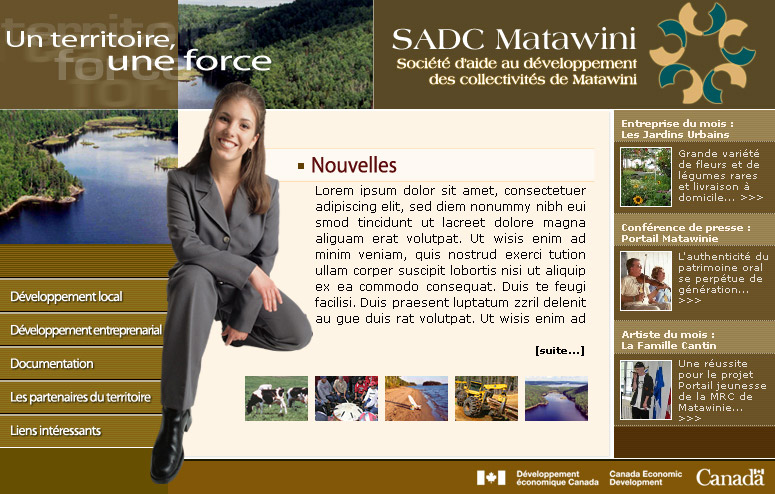 Un territoire,
une force
territoire
force
force
SADC Matawini
Société d'aide au développement
des collectivités de Matawini
Développement local
Développement entreprenarial
Documentation
Les partenaires du territoire
Liens intéressants
Nouvelles
Lorem ipsum dolor sit amet, consectetuer
adipiscing elit, sed diem nonummy nibh eui
smod tincidunt ut lacreet dolore magna
aliguam erat volutpat. Ut wisis enim ad
minim veniam, quis nostrud exerci tution
ullam corper suscipit lobortis nisi ut aliquip
ex ea commodo consequat. Duis te feugi
facilisi. Duis praesent luptatum zzril delenit
au gue duis rat volutpat. Ut wisis enim ad
[suite...]
Entreprise du mois :
Les Jardins Urbains
Grande variété
de fleurs et de
légumes rares
et livraison à
domicile... >>>
Conférence de presse :
Portail Matawinie
L'authenticité du
patrimoine oral
se perpétue de
génération...
>>>
Artiste du mois :
La Famille Cantin
Une réussite
pour le projet
Portail jeunesse
de la MRC de
Matawinie...
>>>
Développement
économique Canada
Canada Economic
Development
Canada